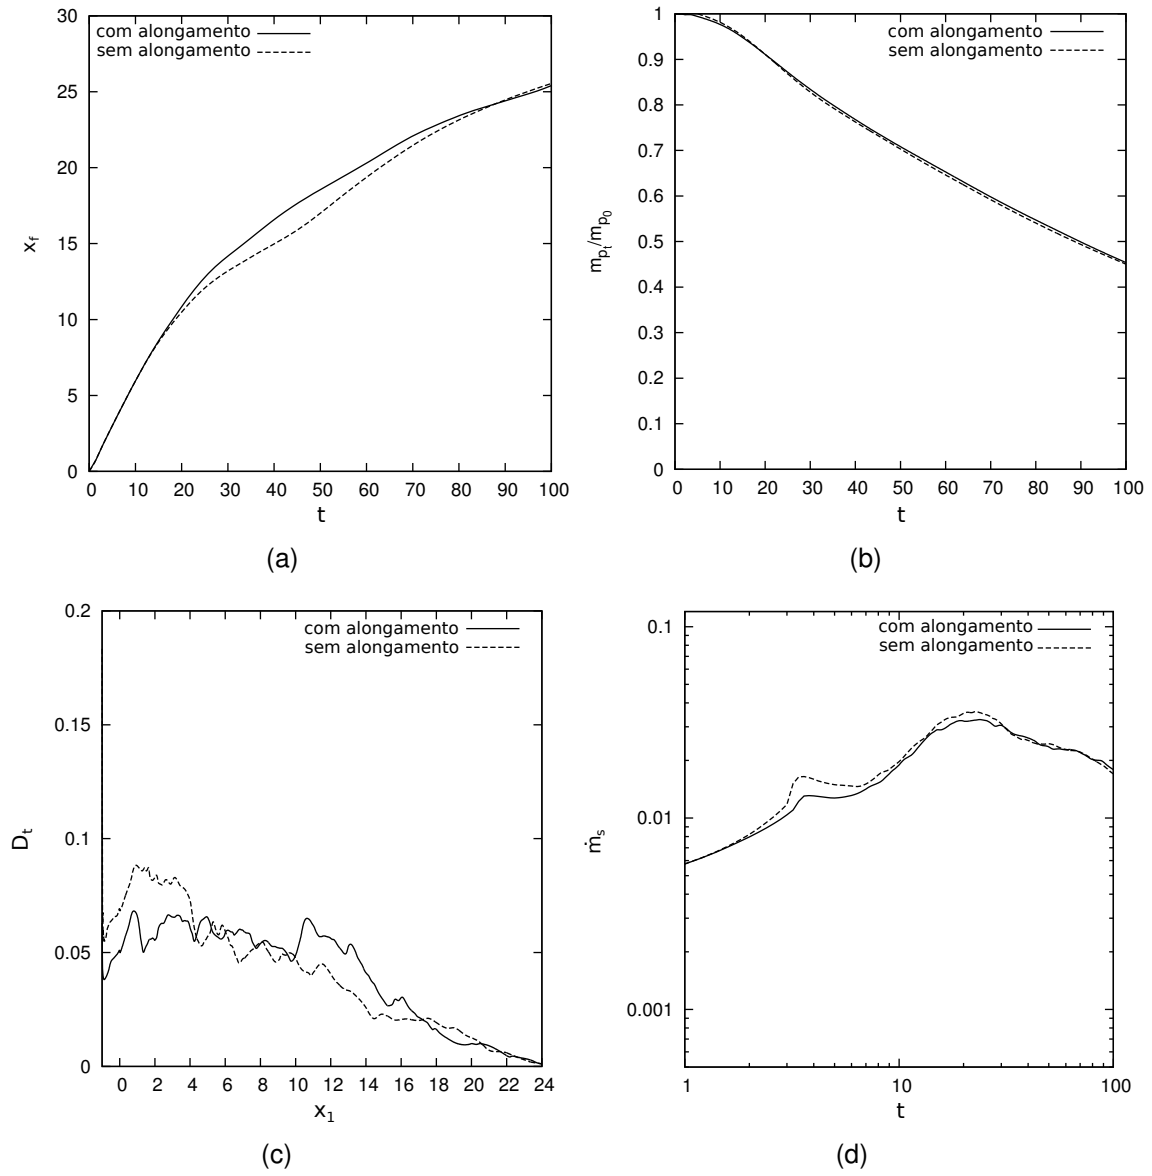 com alongamento
sem alongamento
30
25
20
15
10
5
0
x_f
0 10 20 30 40 50 60 70 80 90 100
t
(a)
com alongamento
sem alongamento
1
0.9
0.8
0.7
0.6
0.5
0.4
0.3
0.2
0.1
0
m_{p_t}/m_{p_0}
0 10 20 30 40 50 60 70 80 90 100
t
(b)
com alongamento
sem alongamento
0.2
0.15
0.1
0.05
0
D_t
0 2 4 6 8 10 12 14 16 18 20 22 24
x_1
(c)
com alongamento
sem alongamento
0.1
0.01
0.001
ṁ_s
1 10 100
t
(d)